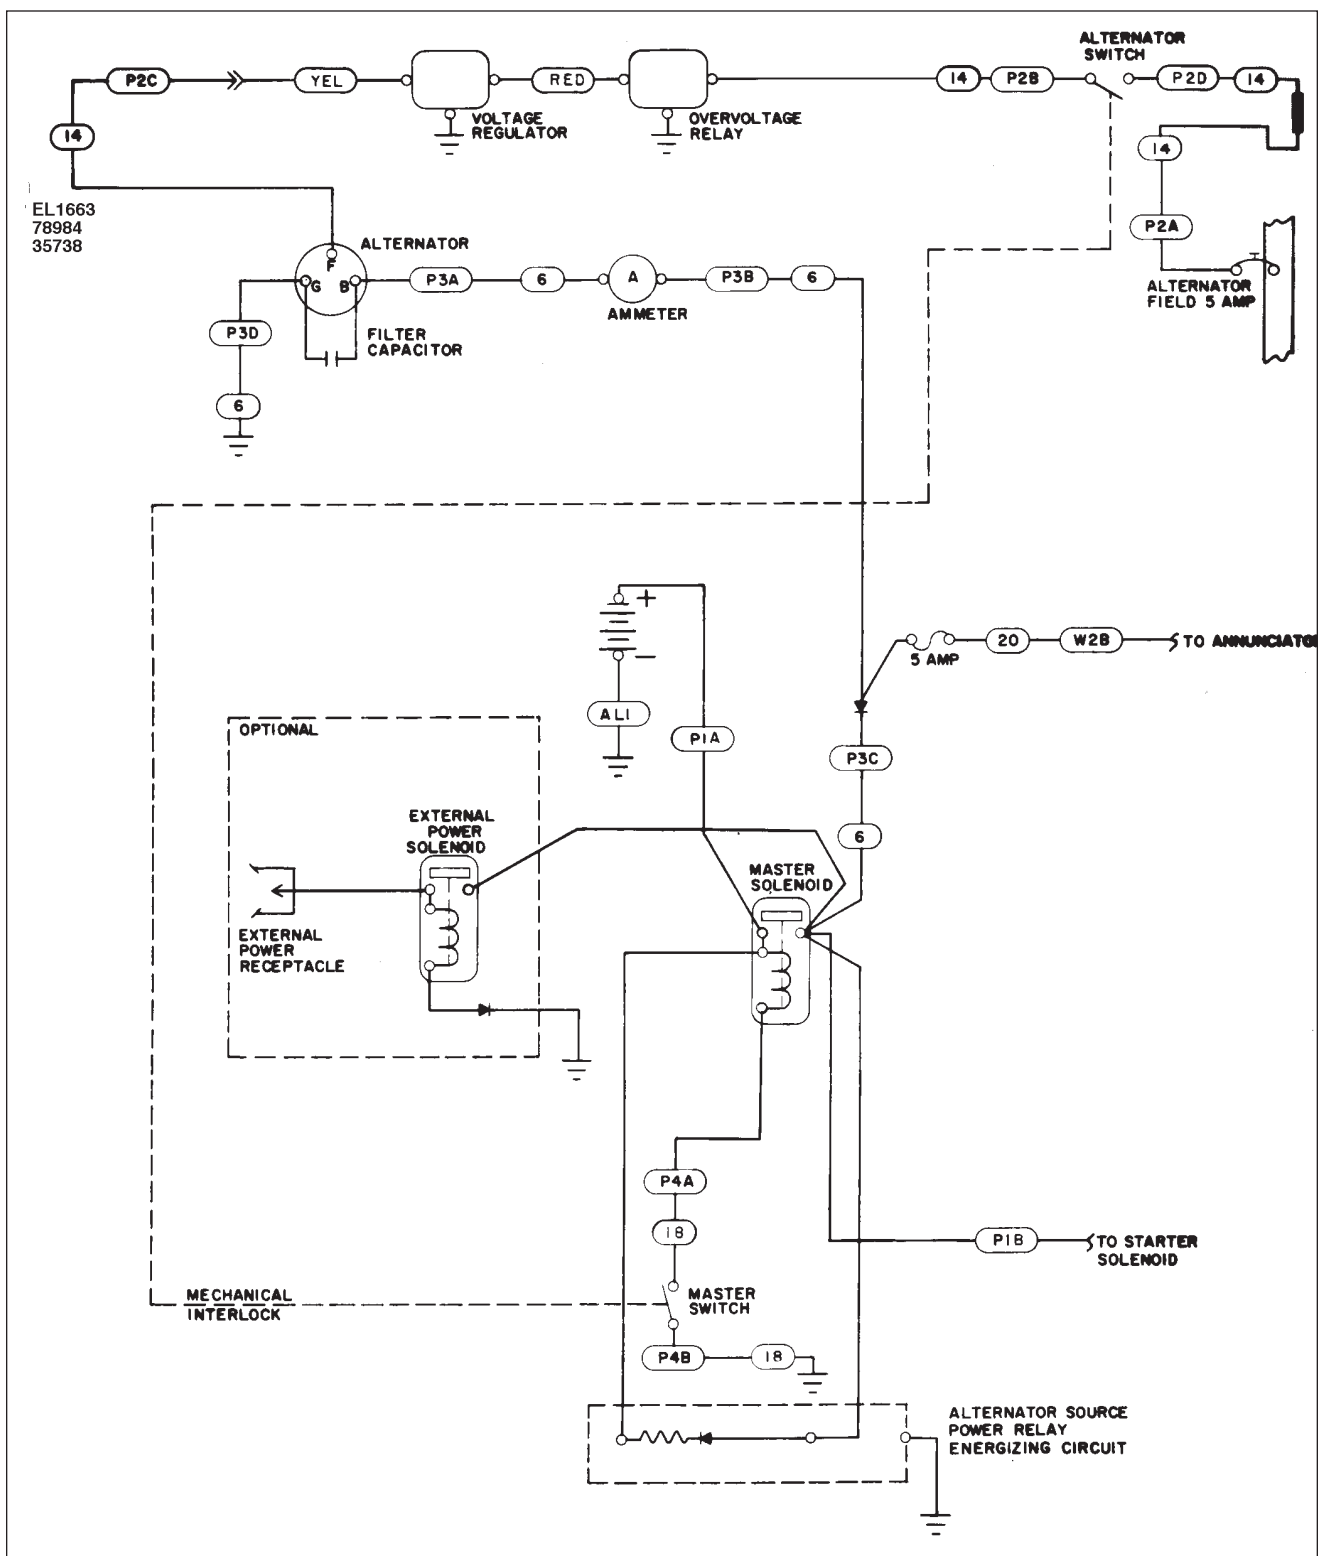 ALTERNATOR
SWITCH
P2C
YEL
RED
14
P2B
P2D
14
14
VOLTAGE
REGULATOR
OVERVOLTAGE
RELAY
14
EL1663
78984
35738
P2A
ALTERNATOR
F
G
B
P3A
6
A
AMMETER
P3B
6
ALTERNATOR
FIELD 5 AMP
P3D
FILTER
CAPACITOR
6
+
−
5 AMP
20
W2B
TO ANNUNCIATO
AL1
P1A
OPTIONAL
P3C
EXTERNAL
POWER
SOLENOID
6
MASTER
SOLENOID
EXTERNAL
POWER
RECEPTACLE
P4A
18
P1B
TO STARTER
SOLENOID
MECHANICAL
INTERLOCK
MASTER
SWITCH
P4B
18
ALTERNATOR SOURCE
POWER RELAY
ENERGIZING CIRCUIT